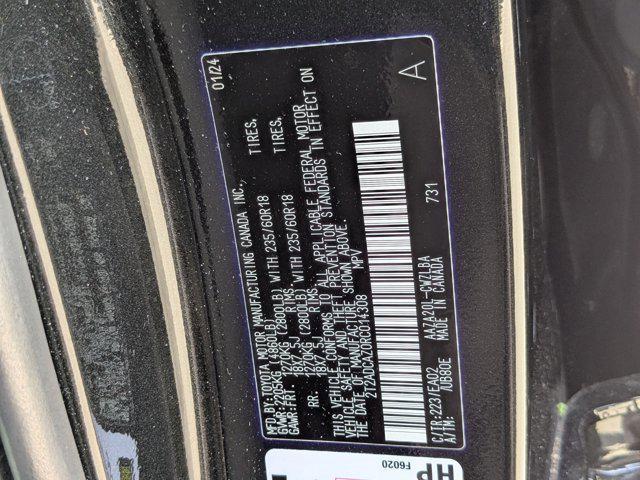 MFD.BY:TOYOTA MOTOR MANUFACTURING CANADA INC. 01/24
GVWR:2205KG (4860LB)
GAWR:FRT. 1270KG (2800LB) WITH 235/60R18 TIRES,
18X7.5J RIMS,
RR. 1270KG (2800LB) WITH 235/60R18 TIRES,
18X7.5J RIMS,
THIS VEHICLE CONFORMS TO ALL APPLICABLE FEDERAL MOTOR
VEHICLE SAFETY AND THEFT PREVENTION STANDARDS IN EFFECT ON
THE DATE OF MANUFACTURE SHOWN ABOVE.
MPV
A
731
C/TR:223/EA02 AAZA20L-CWZLBA
A/TM: /UB80E MADE IN CANADA
HP
F6020